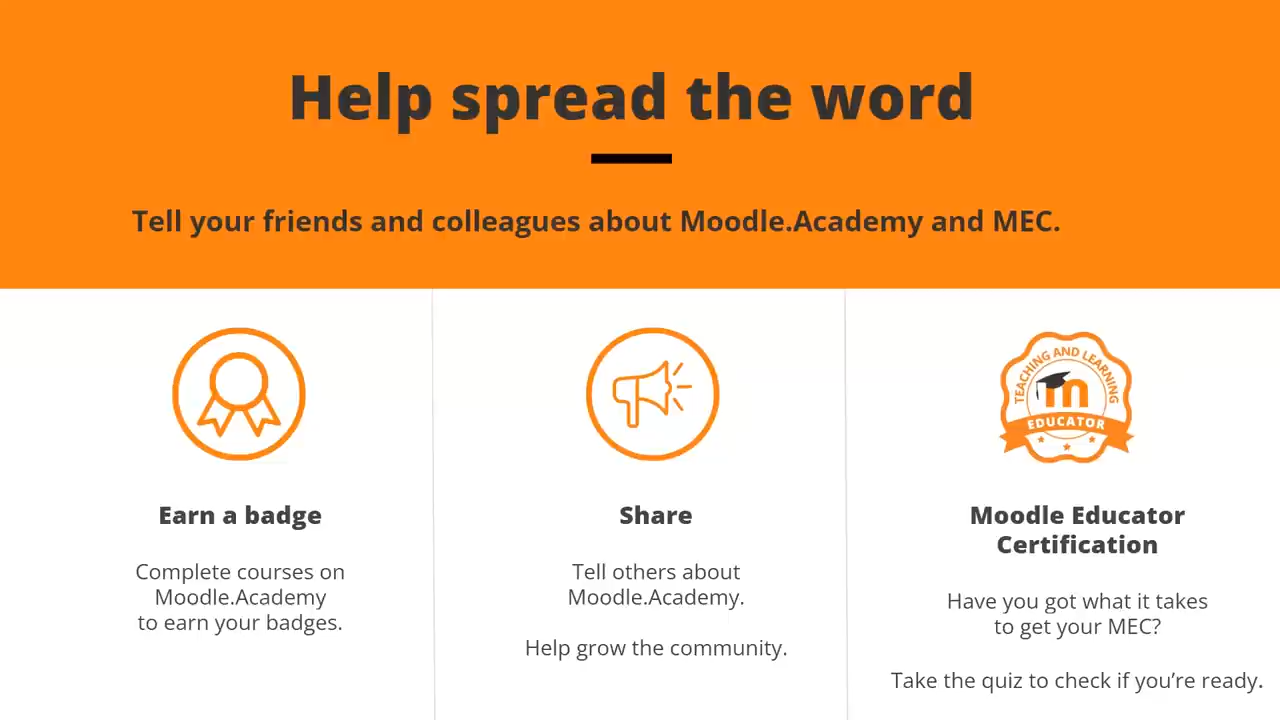 Help spread the word
Tell your friends and colleagues about Moodle.Academy and MEC.
Earn a badge
Complete courses on
Moodle.Academy
to earn your badges.
Share
Tell others about
Moodle.Academy.
Help grow the community.
TEACHING AND LEARNING
m
EDUCATOR
Moodle Educator
Certification
Have you got what it takes
to get your MEC?
Take the quiz to check if you’re ready.